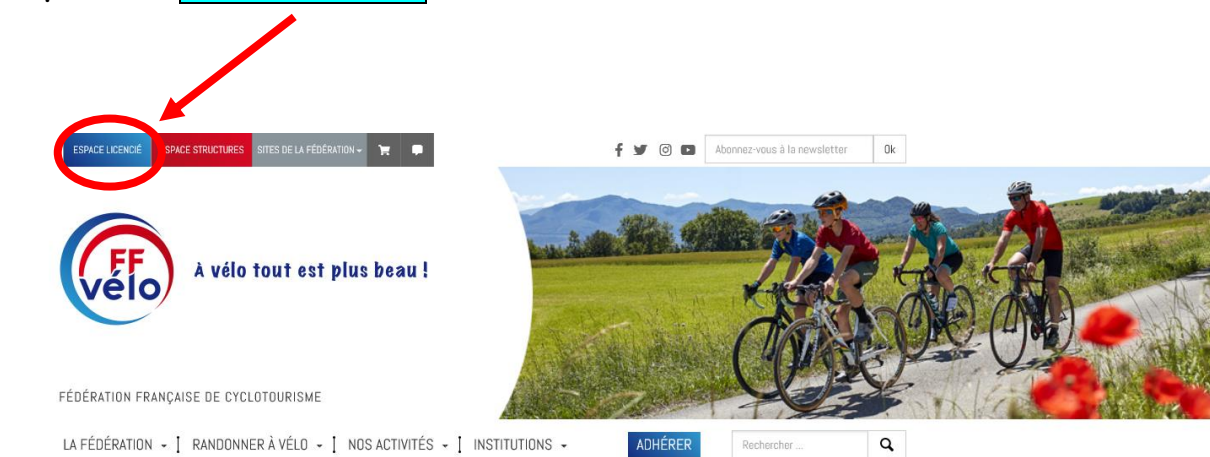 ESPACE LICENCIÉ
SPACE STRUCTURES
SITES DE LA FÉDÉRATION
Abonnez-vous à la newsletter
Ok
FF
vélo
À vélo tout est plus beau !
FÉDÉRATION FRANÇAISE DE CYCLOTOURISME
LA FÉDÉRATION
RANDONNER À VÉLO
NOS ACTIVITÉS
INSTITUTIONS
ADHÉRER
Rechercher ...